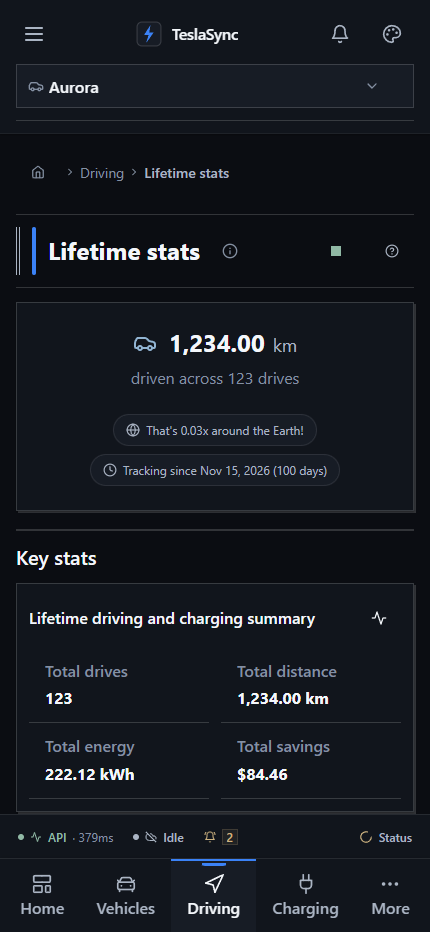 TeslaSync
Aurora
Driving
Lifetime stats
Lifetime stats
1,234.00 km
driven across 123 drives
That's 0.03x around the Earth!
Tracking since Nov 15, 2026 (100 days)
Key stats
Lifetime driving and charging summary
Total drives
123
Total distance
1,234.00 km
Total energy
222.12 kWh
Total savings
$84.46
API · 379ms
Idle
2
Status
Home
Vehicles
Driving
Charging
More